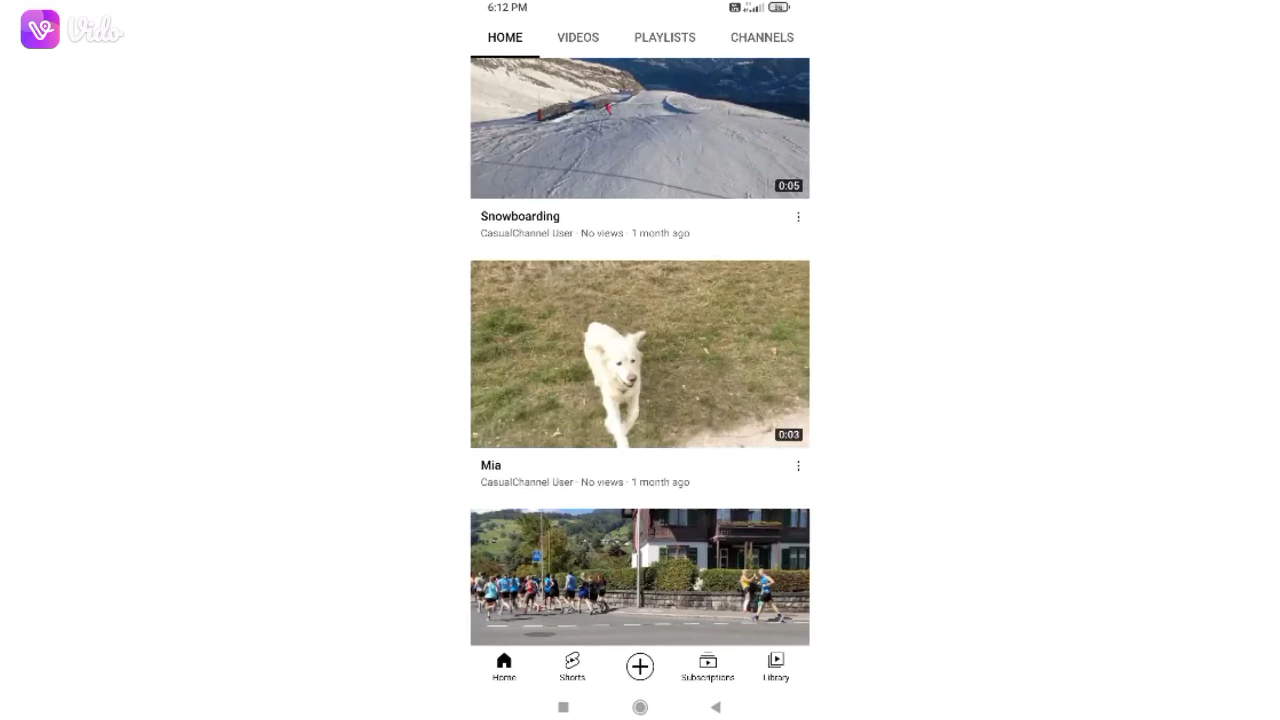 Vido
6:12 PM
HOME VIDEOS PLAYLISTS CHANNELS
0:05
Snowboarding
CasualChannel User · No views · 1 month ago
0:03
Mia
CasualChannel User · No views · 1 month ago
Home Shorts Subscriptions Library